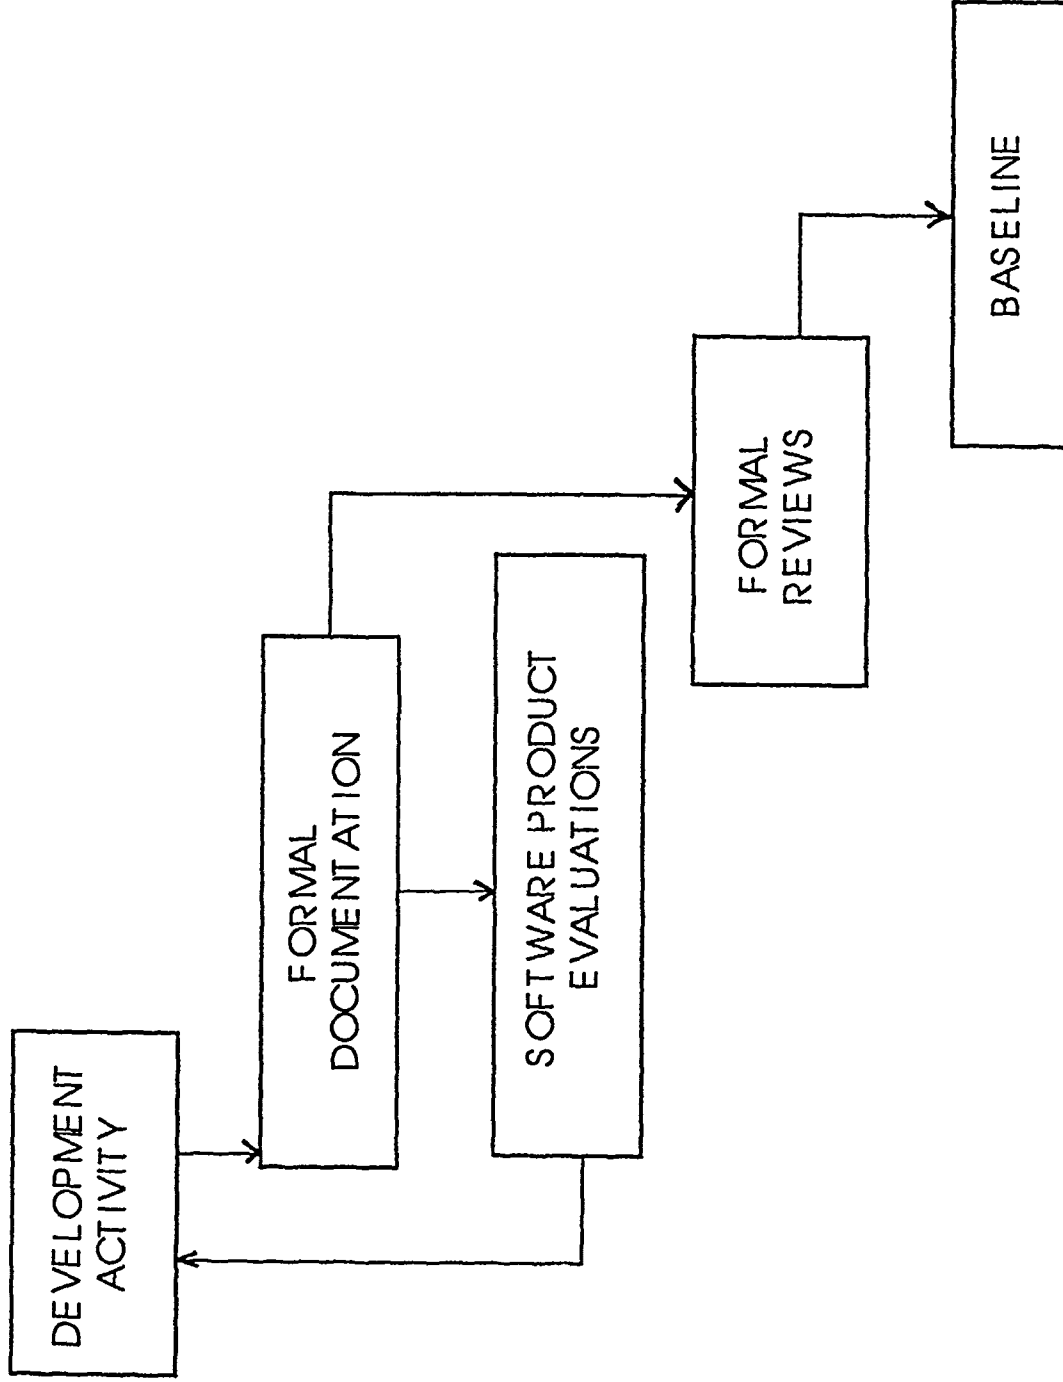 DEVELOPMENT
ACTIVITY
FORMAL
DOCUMENTATION
SOFTWARE PRODUCT
EVALUATIONS
FORMAL
REVIEWS
BASELINE